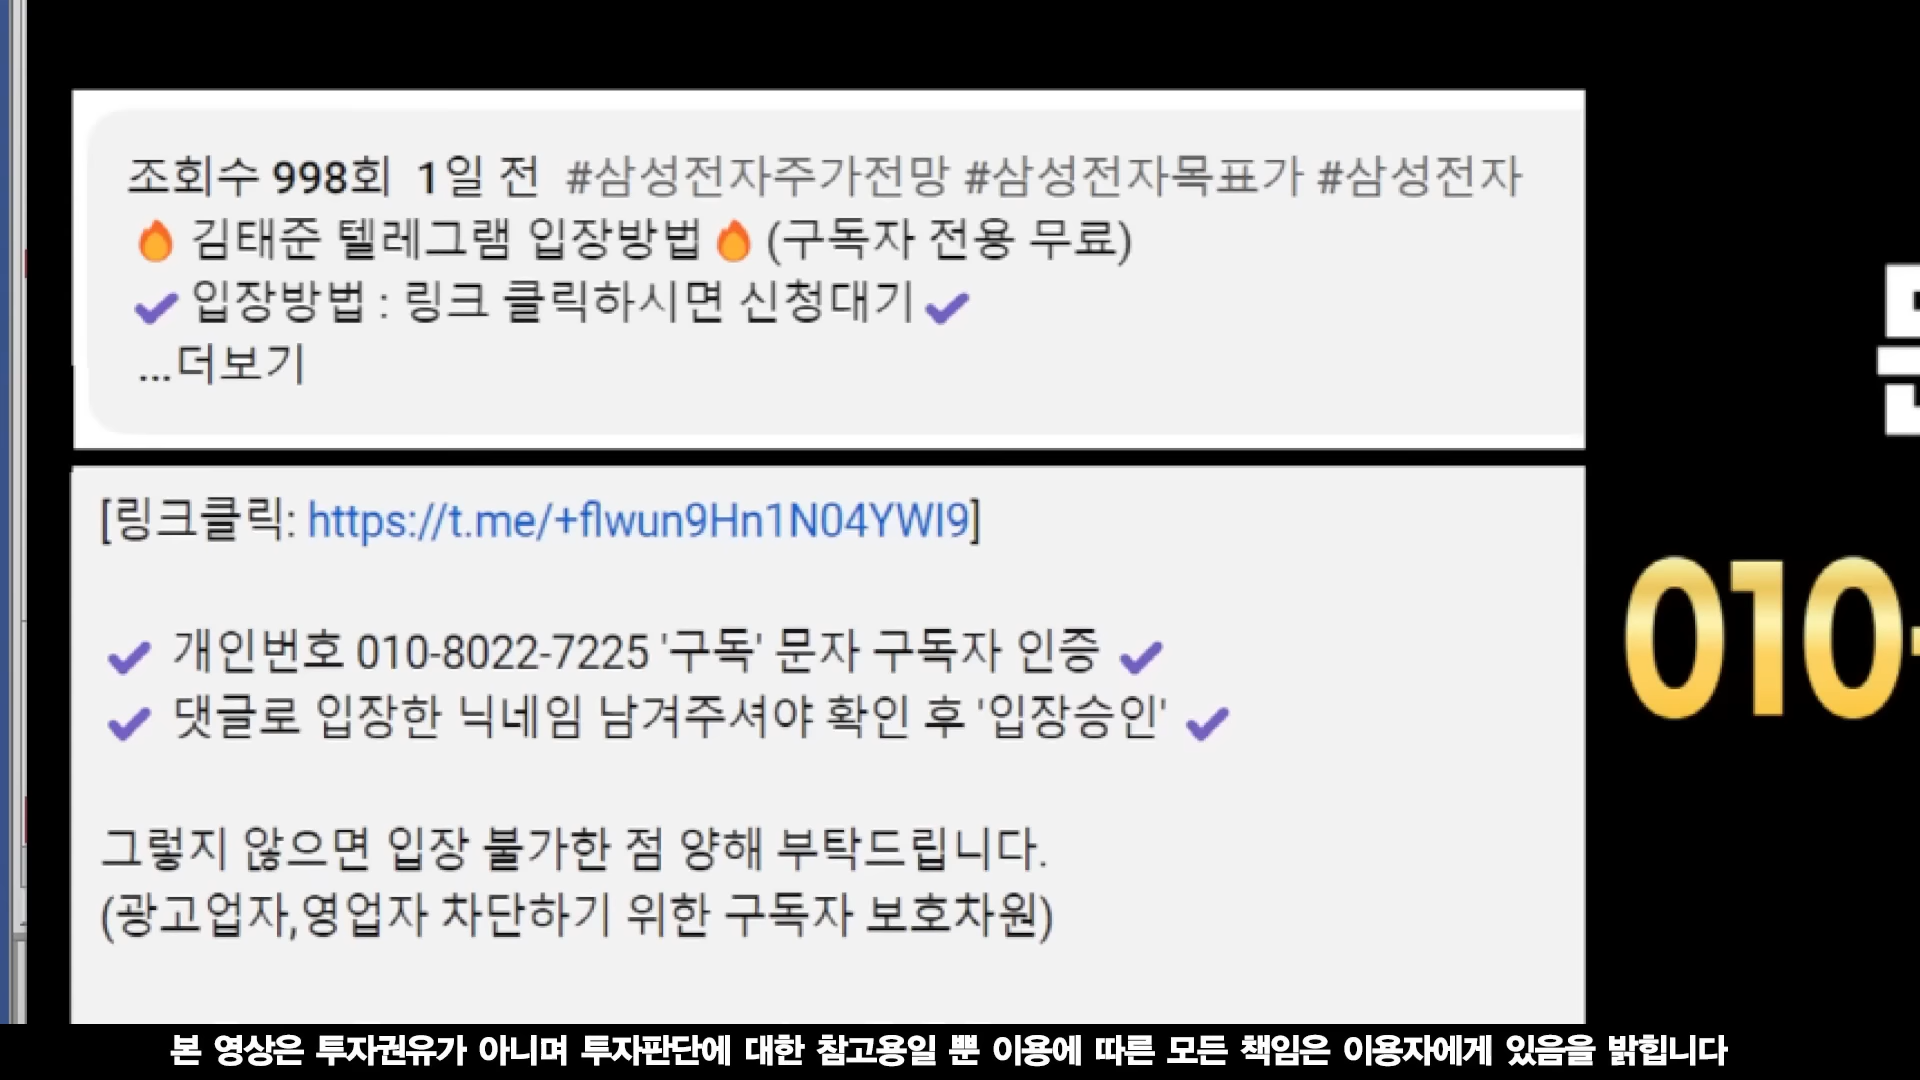 조회수 998회 1일 전 #삼성전자주가전망 #삼성전자목표가 #삼성전자
🔥 김태준 텔레그램 입장방법🔥 (구독자 전용 무료)
✔ 입장방법 : 링크 클릭하시면 신청대기 ✔
...더보기
[링크클릭: https://t.me/+flwun9Hn1N04YWI9]
✔ 개인번호 010-8022-7225 '구독' 문자 구독자 인증 ✔
✔ 댓글로 입장한 닉네임 남겨주셔야 확인 후 '입장승인' ✔
그렇지 않으면 입장 불가한 점 양해 부탁드립니다.
(광고업자,영업자 차단하기 위한 구독자 보호차원)
010-
본 영상은 투자권유가 아니며 투자판단에 대한 참고용일 뿐 이용에 따른 모든 책임은 이용자에게 있음을 밝힙니다